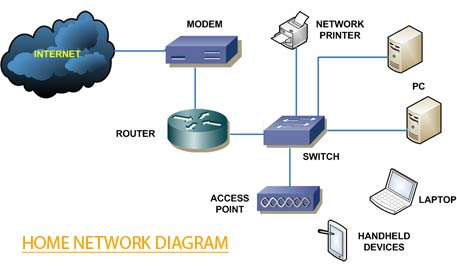 INTERNET
MODEM
NETWORK
PRINTER
PC
ROUTER
SWITCH
ACCESS
POINT
LAPTOP
HANDHELD
DEVICES
HOME NETWORK DIAGRAM